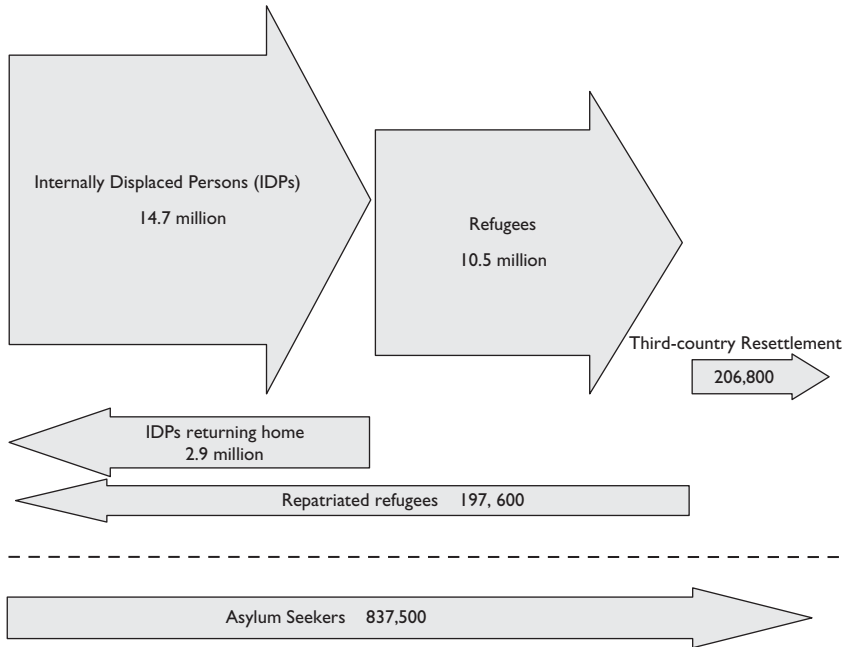 Internally Displaced Persons (IDPs)
14.7 million
Refugees
10.5 million
Third-country Resettlement
206,800
IDPs returning home
2.9 million
Repatriated refugees 197, 600
Asylum Seekers 837,500